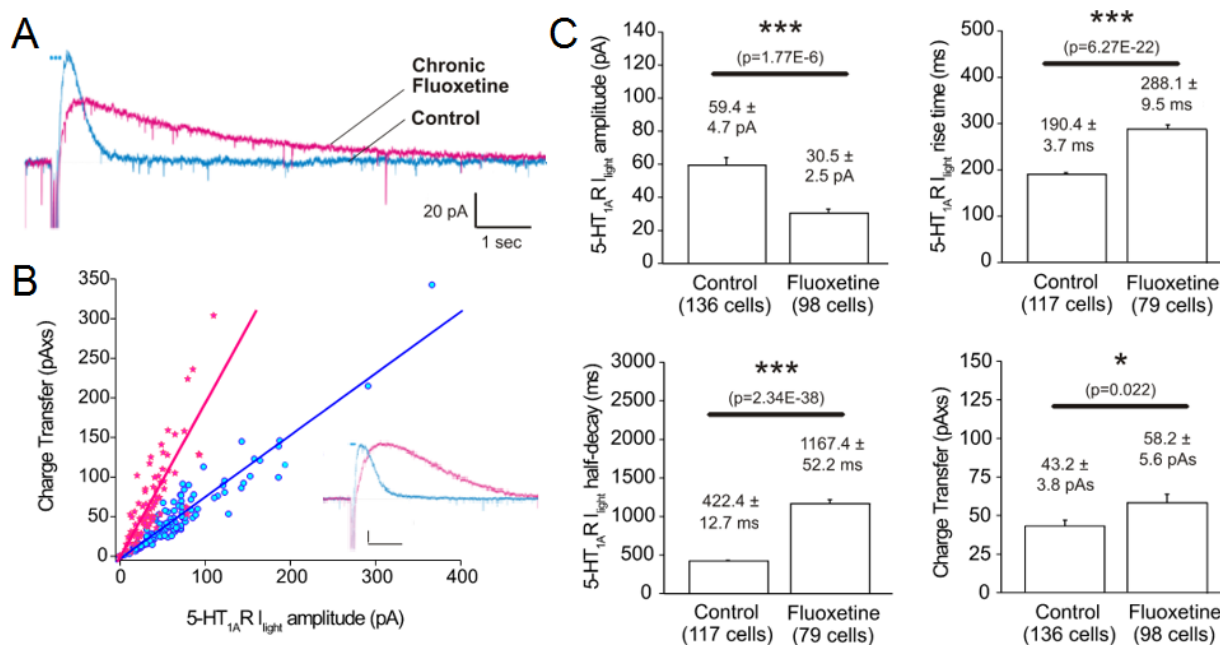 A
Chronic
Fluoxetine
Control
20 pA
1 sec
B
Charge Transfer (pAxs)
350
300
250
200
150
100
50
0
0 100 200 300 400
5-HT1AR Ilight amplitude (pA)
C
5-HT1AR Ilight amplitude (pA)
140
120
100
80
60
40
20
0
***
(p=1.77E-6)
59.4 ±
4.7 pA
30.5 ±
2.5 pA
Control Fluoxetine
(136 cells) (98 cells)
5-HT1AR Ilight rise time (ms)
500
400
300
200
100
0
***
(p=6.27E-22)
190.4 ±
3.7 ms
288.1 ±
9.5 ms
Control Fluoxetine
(117 cells) (79 cells)
5-HT1AR Ilight half-decay (ms)
3000
2500
2000
1500
1000
500
0
***
(p=2.34E-38)
422.4 ±
12.7 ms
1167.4 ±
52.2 ms
Control Fluoxetine
(117 cells) (79 cells)
Charge Transfer (pAxs)
150
125
100
75
50
25
0
*
(p=0.022)
43.2 ±
3.8 pAs
58.2 ±
5.6 pAs
Control Fluoxetine
(136 cells) (98 cells)